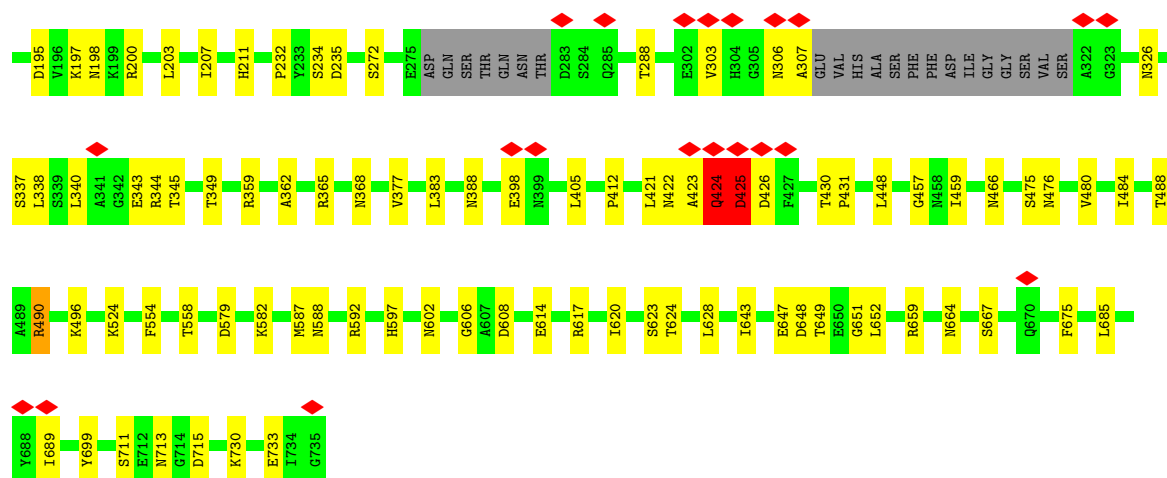 D195 V196 K197 N198 K199 R200 L203 I207 H211 P232 Y233 S234 D235 S272 E275 ASP GLN SER THR GLN ASN THR D283 S284 Q285 T288 E302 V303 H304 G305 N306 A307 GLU VAL HIS ALA SER PHE PHE ASP ILE GLY GLY SER VAL SER A322 G323 N326
S337 L338 S339 L340 A341 G342 E343 R344 T345 T349 R359 A362 R365 N368 V377 L383 N388 E398 N399 L405 P412 L421 N422 A423 Q424 D425 D426 F427 T430 P431 L448 G457 N458 I459 N466 S475 N476 V480 I484 T488
A489 R490 K496 K524 F554 T558 D579 K582 M587 N588 R592 H597 N602 G606 A607 D608 E614 R617 I620 S623 T624 L628 I643 E647 D648 T649 E650 G651 L652 R659 N664 S667 Q670 F675 L685
Y688 I689 Y699 S711 E712 N713 G714 D715 K730 E733 I734 G735